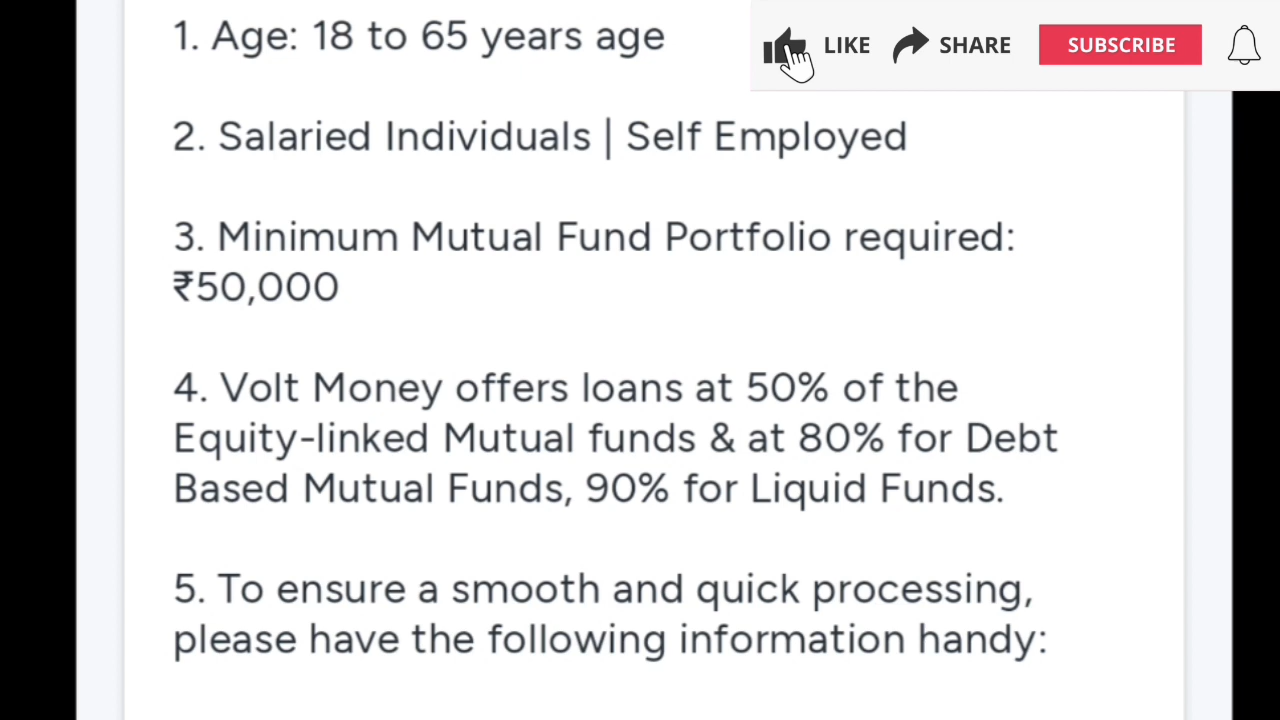 1. Age: 18 to 65 years age
LIKE
SHARE
SUBSCRIBE
2. Salaried Individuals | Self Employed
3. Minimum Mutual Fund Portfolio required:
₹50,000
4. Volt Money offers loans at 50% of the
Equity-linked Mutual funds & at 80% for Debt
Based Mutual Funds, 90% for Liquid Funds.
5. To ensure a smooth and quick processing,
please have the following information handy: